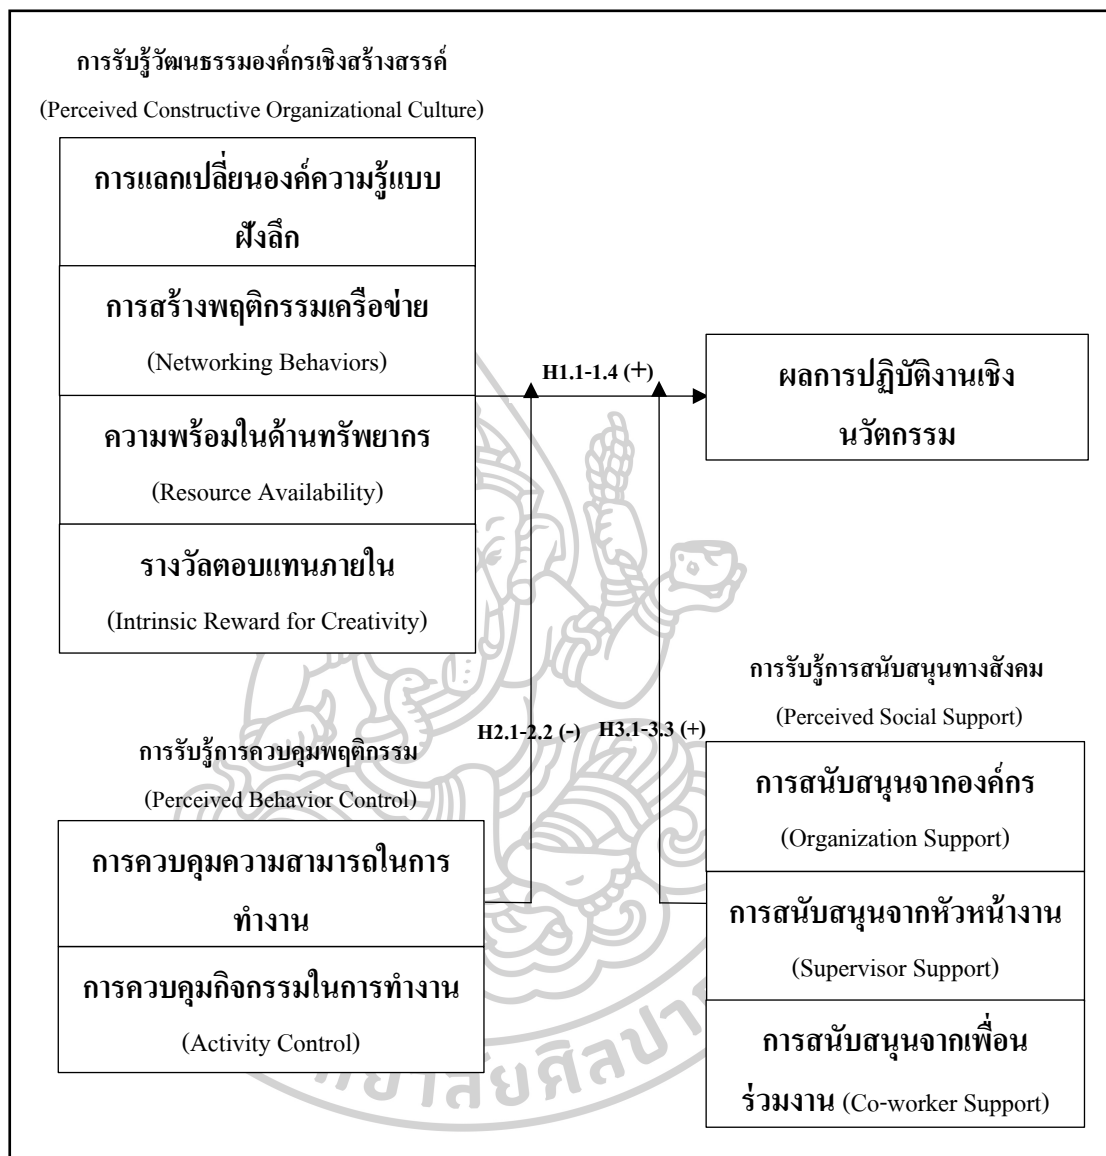 การรับรู้วัฒนธรรมองค์กรเชิงสร้างสรรค์
(Perceived Constructive Organizational Culture)
การแลกเปลี่ยนองค์ความรู้แบบ
ฝังลึก
การสร้างพฤติกรรมเครือข่าย
(Networking Behaviors)
ความพร้อมในด้านทรัพยากร
(Resource Availability)
รางวัลตอบแทนภายใน
(Intrinsic Reward for Creativity)
H1.1-1.4 (+)
ผลการปฏิบัติงานเชิง
นวัตกรรม
H2.1-2.2 (-)
H3.1-3.3 (+)
การรับรู้การควบคุมพฤติกรรม
(Perceived Behavior Control)
การควบคุมความสามารถในการ
ทำงาน
การควบคุมกิจกรรมในการทำงาน
(Activity Control)
การรับรู้การสนับสนุนทางสังคม
(Perceived Social Support)
การสนับสนุนจากองค์กร
(Organization Support)
การสนับสนุนจากหัวหน้างาน
(Supervisor Support)
การสนับสนุนจากเพื่อน
ร่วมงาน (Co-worker Support)